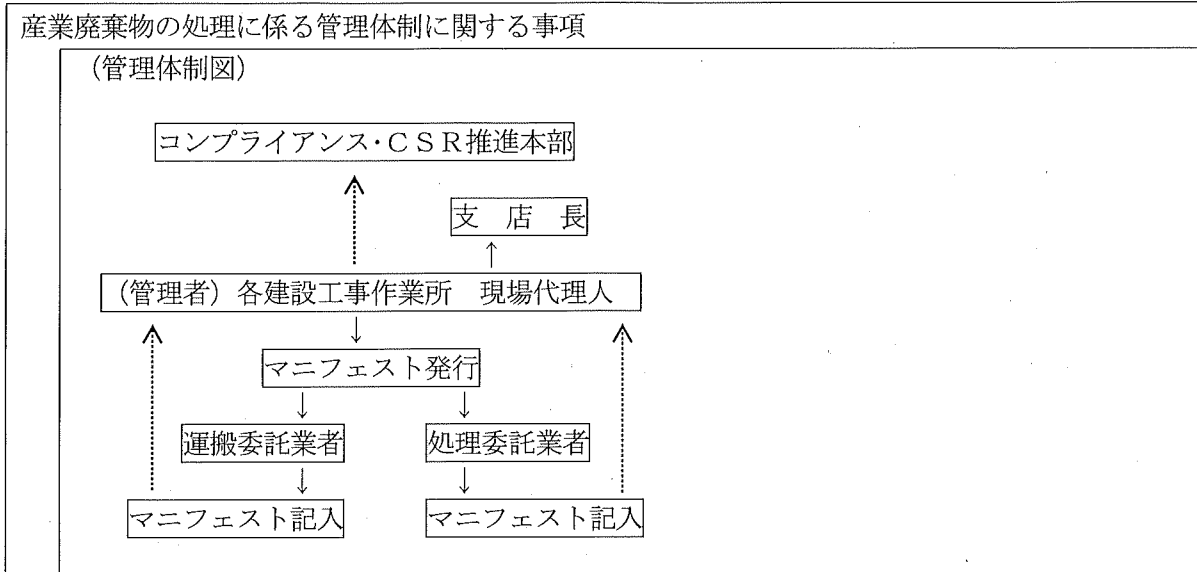 産業廃棄物の処理に係る管理体制に関する事項
(管理体制図)
コンプライアンス・CSR推進本部
支 店 長
(管理者)各建設工事作業所 現場代理人
マニフェスト発行
運搬委託業者 処理委託業者
マニフェスト記入 マニフェスト記入